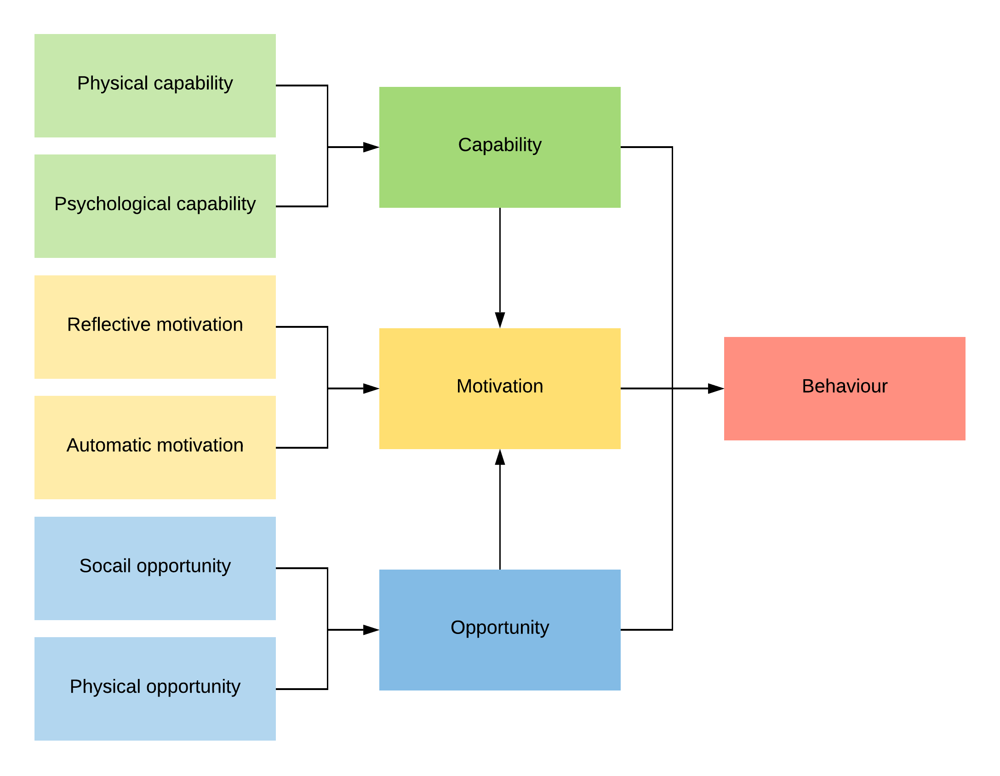 Physical capability
Psychological capability
Reflective motivation
Automatic motivation
Socail opportunity
Physical opportunity
Capability
Motivation
Opportunity
Behaviour